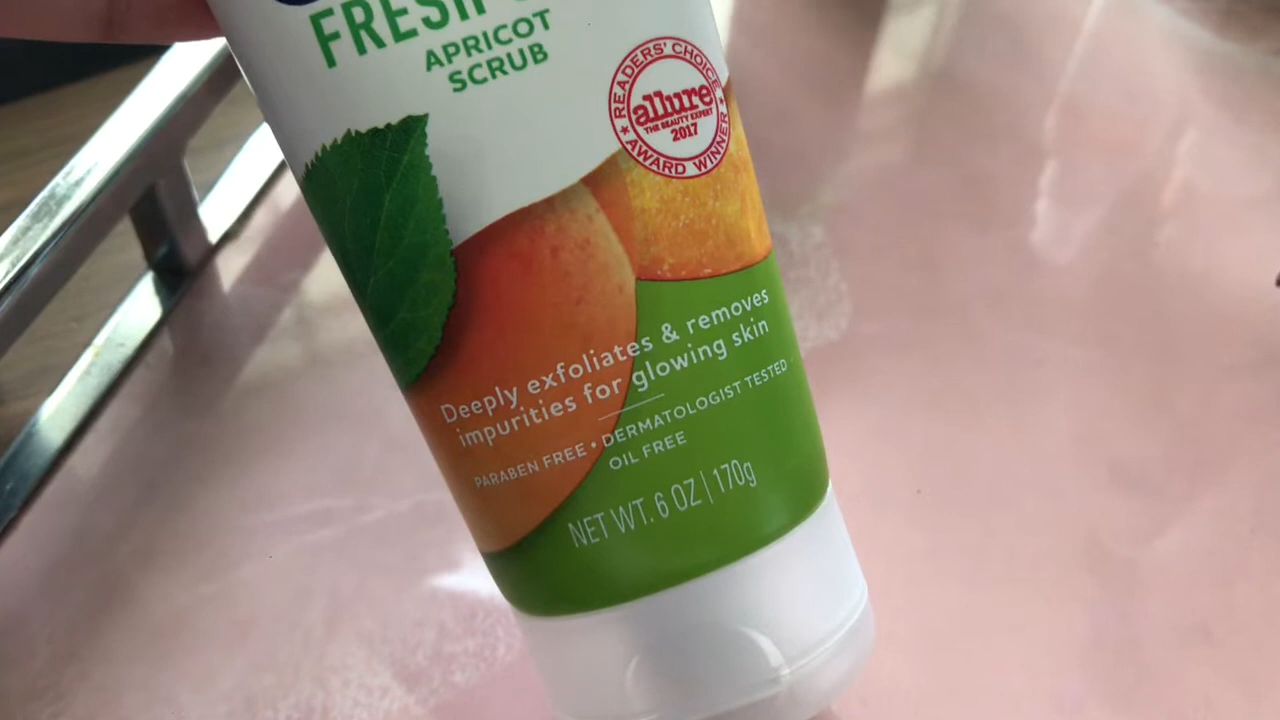 FRESH
APRICOT
SCRUB
READERS' CHOICE
allure
THE BEAUTY EXPERT
2017
AWARD WINNER
Deeply exfoliates & removes
impurities for glowing skin
PARABEN FREE • DERMATOLOGIST TESTED
OIL FREE
NET WT. 6 OZ | 170g